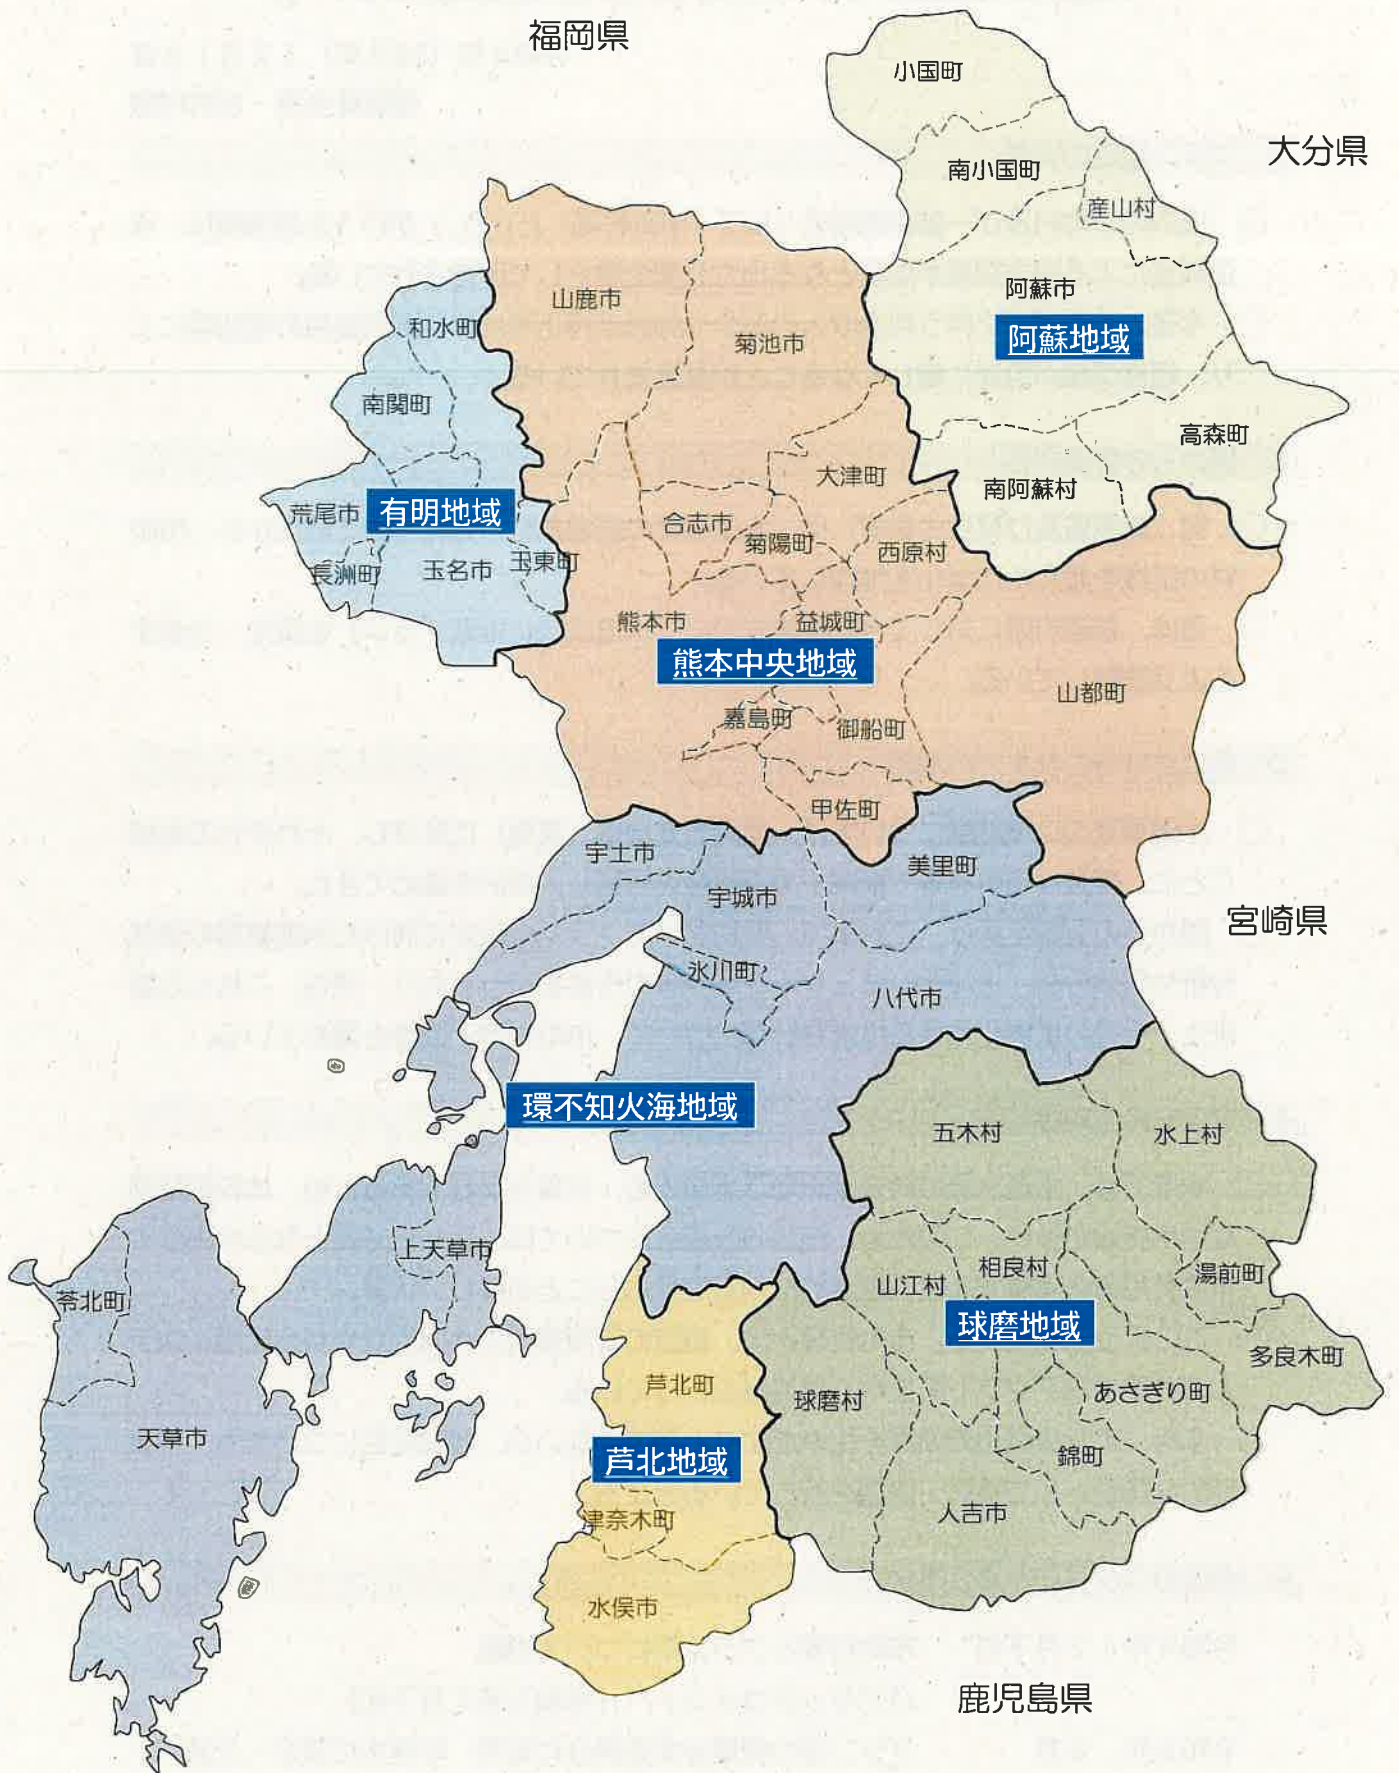 福岡県
小国町
大分県
南小国町
産山村
阿蘇市
阿蘇地域
山鹿市
菊池市
和水町
南関町
高森町
南阿蘇村
大津町
荒尾市
有明地域
合志市
菊陽町
西原村
長洲町
玉名市
玉東町
熊本市
益城町
熊本中央地域
山都町
嘉島町
御船町
甲佐町
宇土市
美里町
宇城市
宮崎県
氷川町
八代市
環不知火海地域
五木村
水上村
上天草市
苓北町
山江村
相良村
湯前町
球磨地域
多良木町
芦北町
球磨村
あさぎり町
天草市
芦北地域
錦町
人吉市
津奈木町
水俣市
鹿児島県